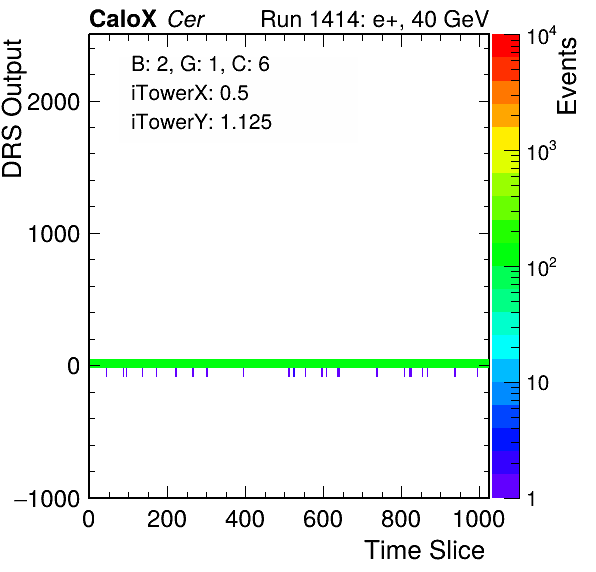 CaloX Cer Run 1414: e+, 40 GeV
B: 2, G: 1, C: 6
iTowerX: 0.5
iTowerY: 1.125
DRS Output
2000
1000
0
−1000
0 200 400 600 800 1000
Time Slice
10^4
10^3
10^2
10
1
Events